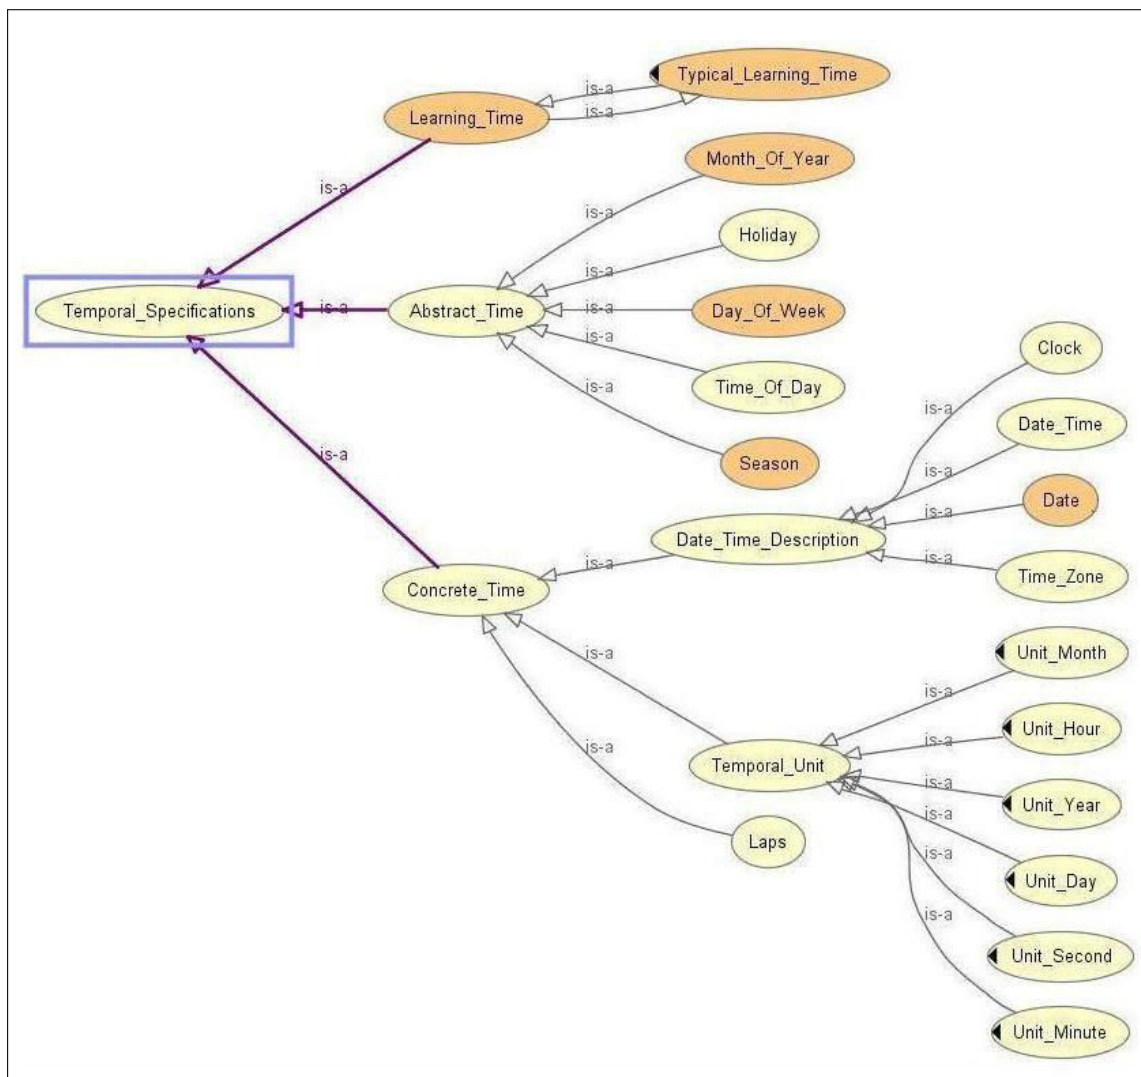 Typical_Learning_Time
is-a
Learning_Time
is-a
Month_Of_Year
is-a
is-a
Holiday
is-a
Temporal_Specifications
is-a
Abstract_Time
is-a
Day_Of_Week
is-a
Time_Of_Day
is-a
Season
Clock
is-a
Date_Time
is-a
is-a
Date
is-a
Date_Time_Description
is-a
Time_Zone
is-a
Concrete_Time
is-a
Unit_Month
is-a
Unit_Hour
is-a
Temporal_Unit
is-a
is-a
Unit_Year
is-a
Laps
is-a
Unit_Day
is-a
Unit_Second
Unit_Minute